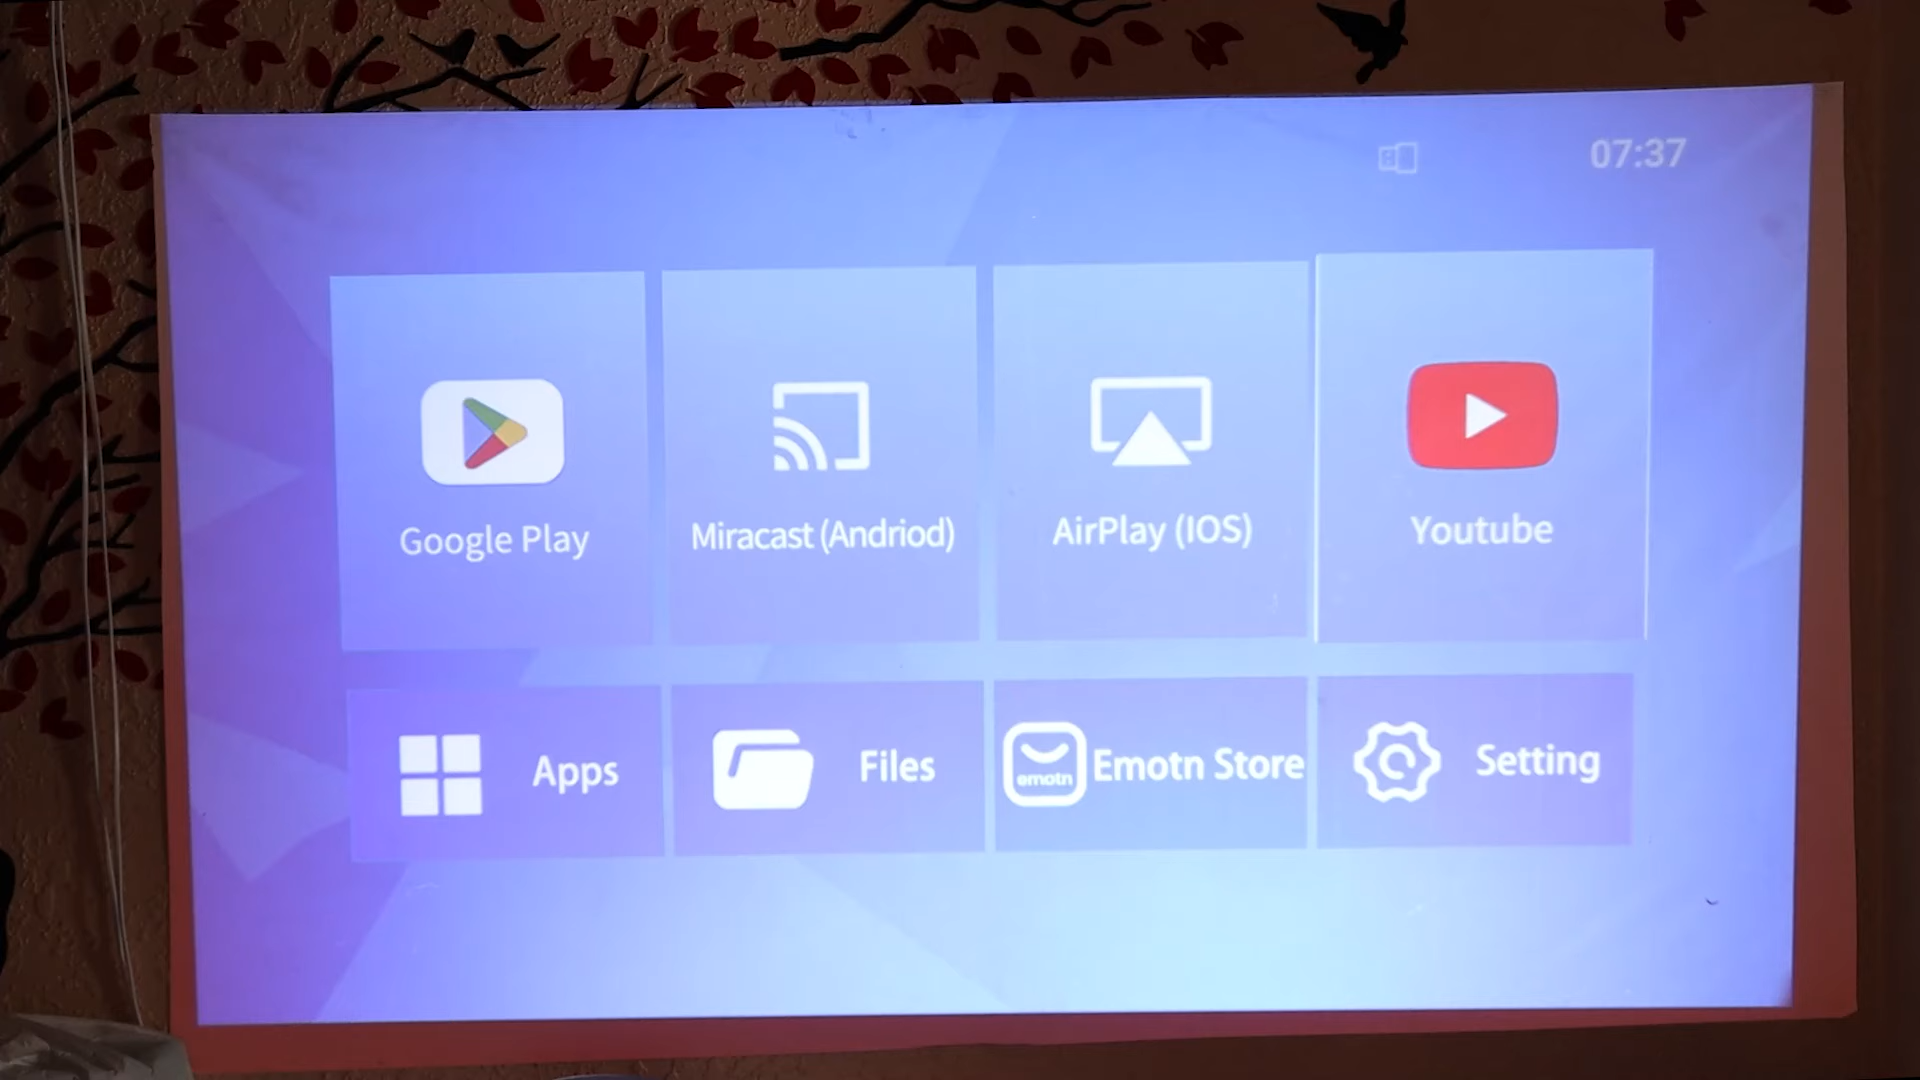 07:37
Google Play
Miracast (Andriod)
AirPlay (IOS)
Youtube
Apps
Files
emotn
Emotn Store
Setting